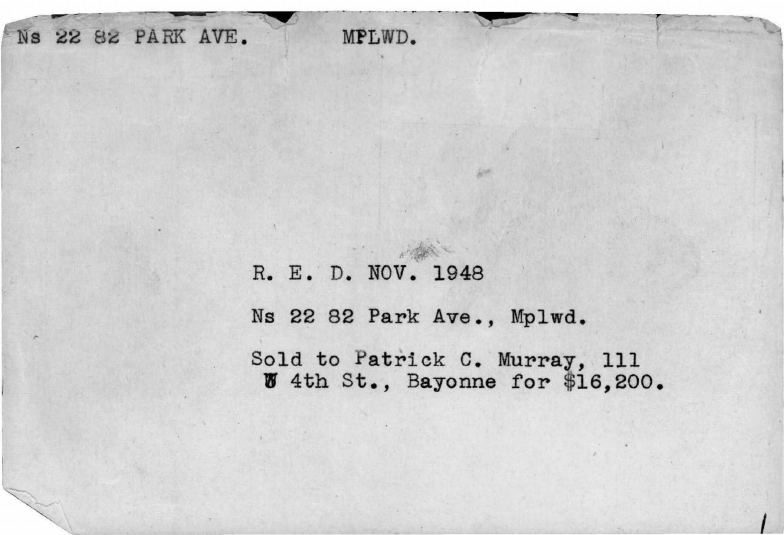 Ns 22 82 PARK AVE. MPLWD.
R. E. D. NOV. 1948
Ns 22 82 Park Ave., Mplwd.
Sold to Patrick C. Murray, 111
W 4th St., Bayonne for $16,200.